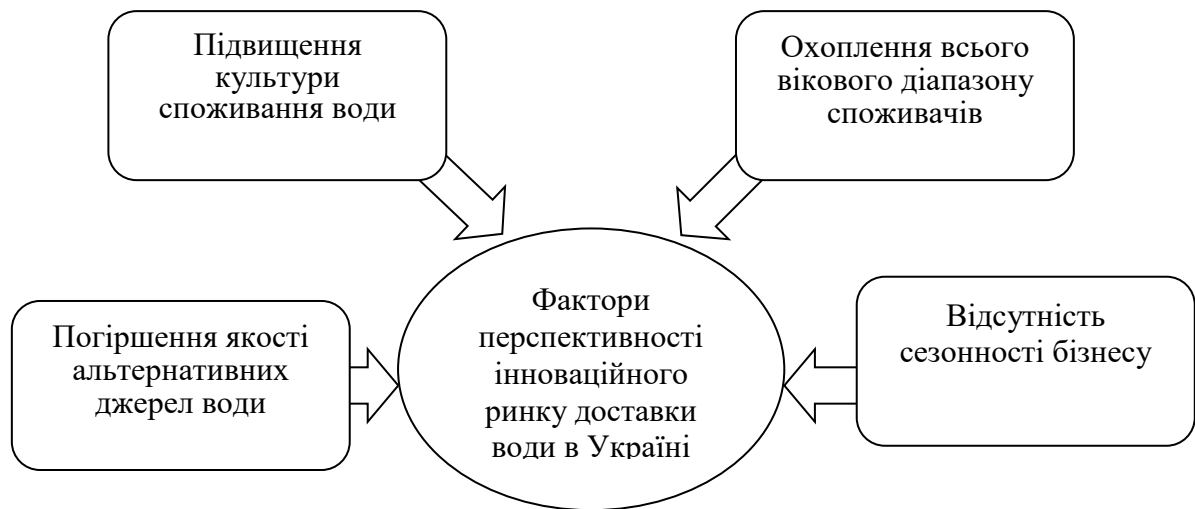 Підвищення
культури
споживання води
Охоплення всього
вікового діапазону
споживачів
Погіршення якості
альтернативних
джерел води
Фактори
перспективності
інноваційного
ринку доставки
води в Україні
Відсутність
сезонності бізнесу